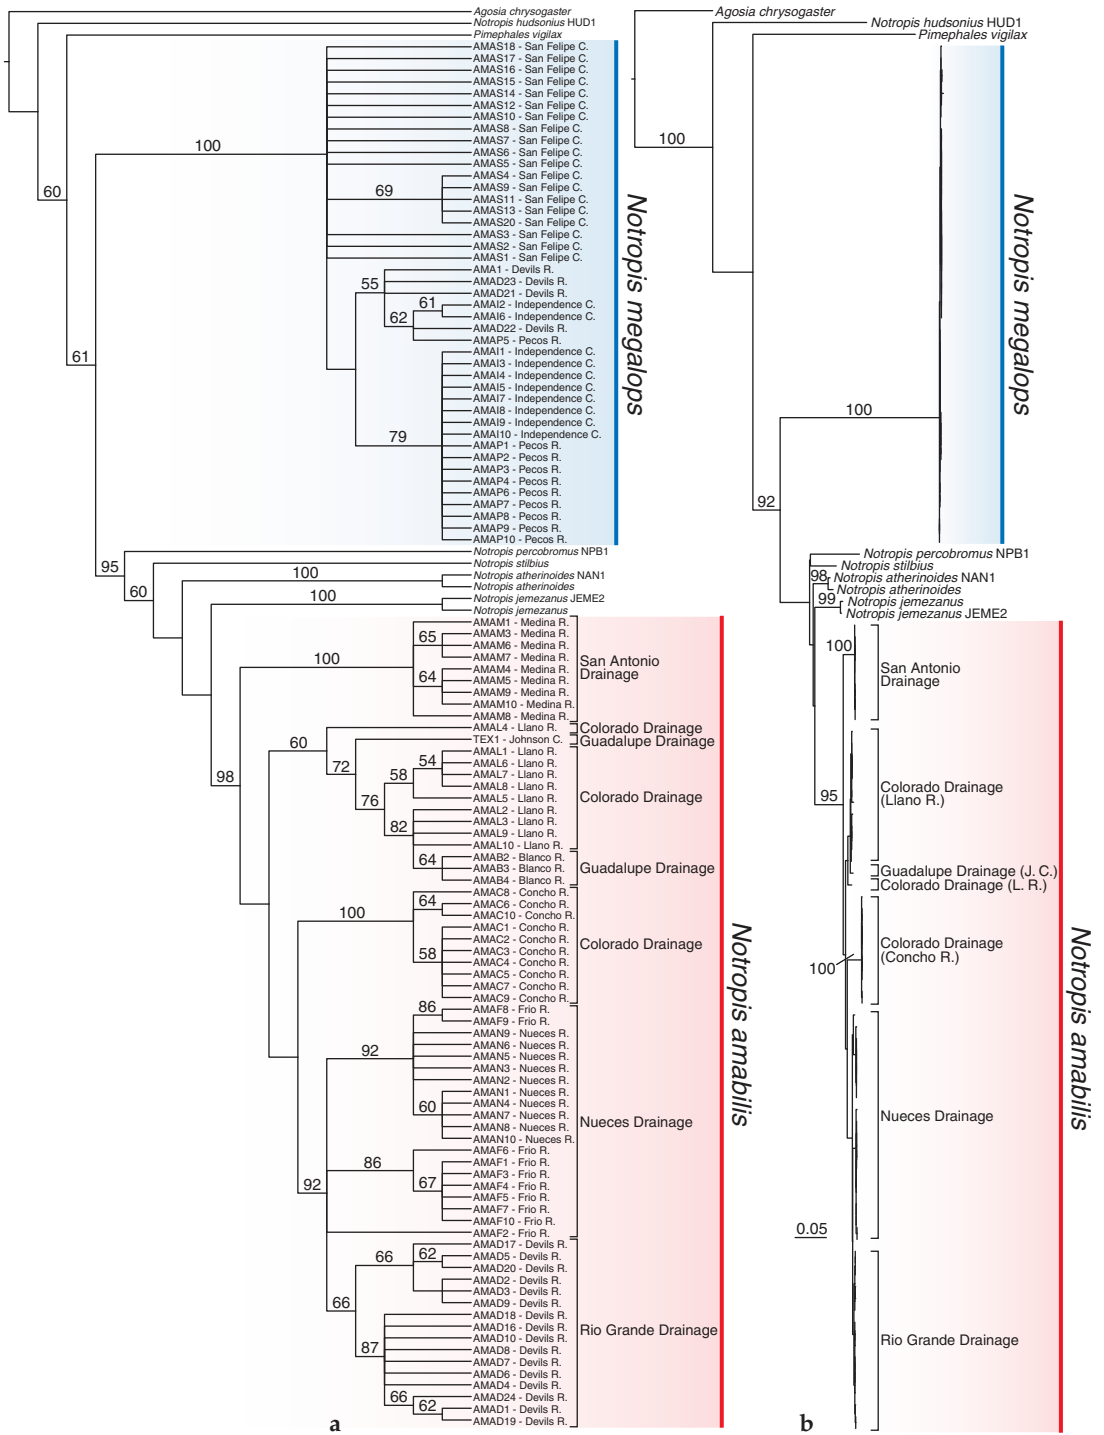 Agosia chrysogaster
Notropis hudsonius HUD1
Pimephales vigilax
AMAS18 - San Felipe C.
AMAS17 - San Felipe C.
AMAS16 - San Felipe C.
AMAS15 - San Felipe C.
AMAS14 - San Felipe C.
AMAS12 - San Felipe C.
AMAS10 - San Felipe C.
AMAS8 - San Felipe C.
AMAS7 - San Felipe C.
AMAS6 - San Felipe C.
AMAS5 - San Felipe C.
AMAS4 - San Felipe C.
AMAS9 - San Felipe C.
AMAS11 - San Felipe C.
AMAS13 - San Felipe C.
AMAS20 - San Felipe C.
AMAS3 - San Felipe C.
AMAS2 - San Felipe C.
AMAS1 - San Felipe C.
AMA1 - Devils R.
AMAD23 - Devils R.
AMAD21 - Devils R.
AMAI2 - Independence C.
AMAI6 - Independence C.
AMAD22 - Devils R.
AMAP5 - Pecos R.
AMAI1 - Independence C.
AMAI3 - Independence C.
AMAI4 - Independence C.
AMAI5 - Independence C.
AMAI7 - Independence C.
AMAI8 - Independence C.
AMAI9 - Independence C.
AMAI10 - Independence C.
AMAP1 - Pecos R.
AMAP2 - Pecos R.
AMAP3 - Pecos R.
AMAP4 - Pecos R.
AMAP6 - Pecos R.
AMAP7 - Pecos R.
AMAP8 - Pecos R.
AMAP9 - Pecos R.
AMAP10 - Pecos R.
Notropis percobromus NPB1
Notropis stilbius
Notropis atherinoides NAN1
Notropis atherinoides
Notropis jemezanus JEME2
Notropis jemezanus
AMAM1 - Medina R.
AMAM3 - Medina R.
AMAM6 - Medina R.
AMAM7 - Medina R.
AMAM4 - Medina R.
AMAM5 - Medina R.
AMAM9 - Medina R.
AMAM10 - Medina R.
AMAM8 - Medina R.
AMAL4 - Llano R.
TEX1 - Johnson C.
AMAL1 - Llano R.
AMAL6 - Llano R.
AMAL7 - Llano R.
AMAL8 - Llano R.
AMAL5 - Llano R.
AMAL2 - Llano R.
AMAL3 - Llano R.
AMAL9 - Llano R.
AMAL10 - Llano R.
AMAB2 - Blanco R.
AMAB3 - Blanco R.
AMAB4 - Blanco R.
AMAC8 - Concho R.
AMAC6 - Concho R.
AMAC10 - Concho R.
AMAC1 - Concho R.
AMAC2 - Concho R.
AMAC3 - Concho R.
AMAC4 - Concho R.
AMAC5 - Concho R.
AMAC7 - Concho R.
AMAC9 - Concho R.
AMAF8 - Frio R.
AMAF9 - Frio R.
AMAN9 - Nueces R.
AMAN6 - Nueces R.
AMAN5 - Nueces R.
AMAN3 - Nueces R.
AMAN2 - Nueces R.
AMAN1 - Nueces R.
AMAN4 - Nueces R.
AMAN7 - Nueces R.
AMAN8 - Nueces R.
AMAN10 - Nueces R.
AMAF6 - Frio R.
AMAF1 - Frio R.
AMAF3 - Frio R.
AMAF4 - Frio R.
AMAF5 - Frio R.
AMAF7 - Frio R.
AMAF10 - Frio R.
AMAF2 - Frio R.
AMAD17 - Devils R.
AMAD5 - Devils R.
AMAD20 - Devils R.
AMAD2 - Devils R.
AMAD3 - Devils R.
AMAD9 - Devils R.
AMAD18 - Devils R.
AMAD16 - Devils R.
AMAD10 - Devils R.
AMAD8 - Devils R.
AMAD7 - Devils R.
AMAD6 - Devils R.
AMAD4 - Devils R.
AMAD24 - Devils R.
AMAD1 - Devils R.
AMAD19 - Devils R.
100
60
69
55
61
62
61
79
95
60
100
100
100
65
64
98
60
72
54
58
76
82
64
100
64
58
86
92
60
86
67
92
66
62
66
87
66
62
San Antonio
Drainage
Colorado Drainage
Guadalupe Drainage
Colorado Drainage
Guadalupe Drainage
Colorado Drainage
Nueces Drainage
Rio Grande Drainage
Notropis megalops
Notropis amabilis
a
Agosia chrysogaster
Notropis hudsonius HUD1
Pimephales vigilax
100
100
92
Notropis percobromus NPB1
Notropis stilbius
98
Notropis atherinoides NAN1
Notropis atherinoides
99
Notropis jemezanus
Notropis jemezanus JEME2
100
95
100
San Antonio
Drainage
Colorado Drainage
(Llano R.)
Guadalupe Drainage (J. C.)
Colorado Drainage (L. R.)
Colorado Drainage
(Concho R.)
Nueces Drainage
Rio Grande Drainage
0.05
Notropis megalops
Notropis amabilis
b